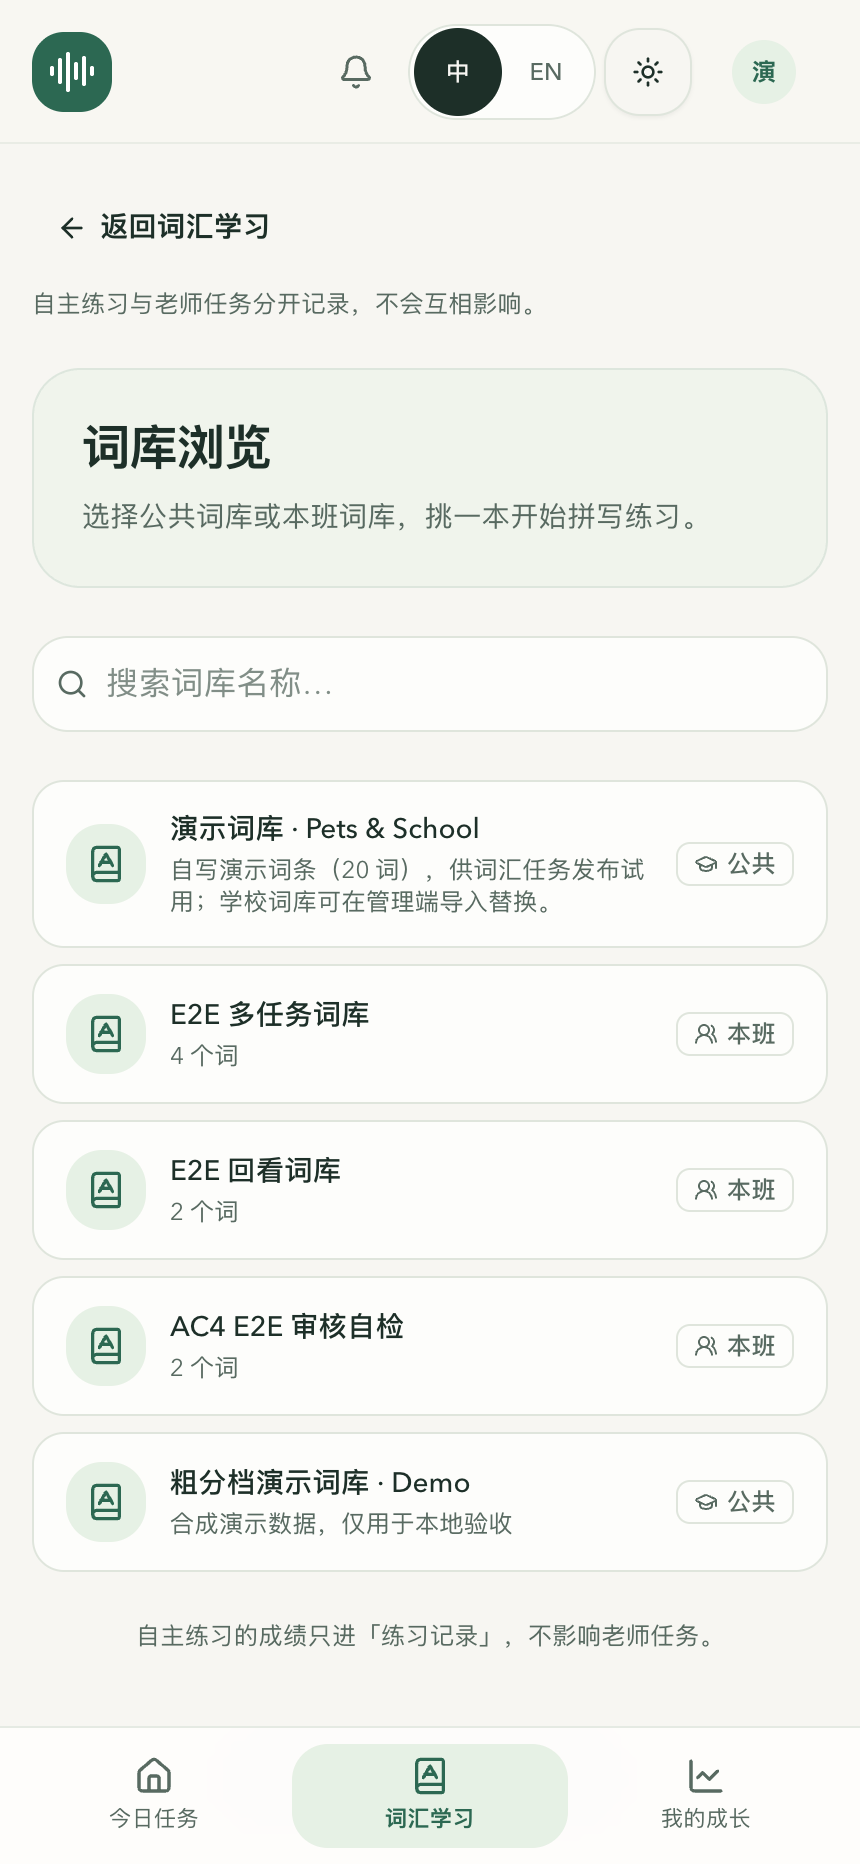 中 EN 演
返回词汇学习
自主练习与老师任务分开记录，不会互相影响。
词库浏览
选择公共词库或本班词库，挑一本开始拼写练习。
搜索词库名称…
演示词库 · Pets & School
自写演示词条（20 词），供词汇任务发布试
用；学校词库可在管理端导入替换。
公共
E2E 多任务词库
4 个词
本班
E2E 回看词库
2 个词
本班
AC4 E2E 审核自检
2 个词
本班
粗分档演示词库 · Demo
合成演示数据，仅用于本地验收
公共
自主练习的成绩只进「练习记录」，不影响老师任务。
今日任务 词汇学习 我的成长